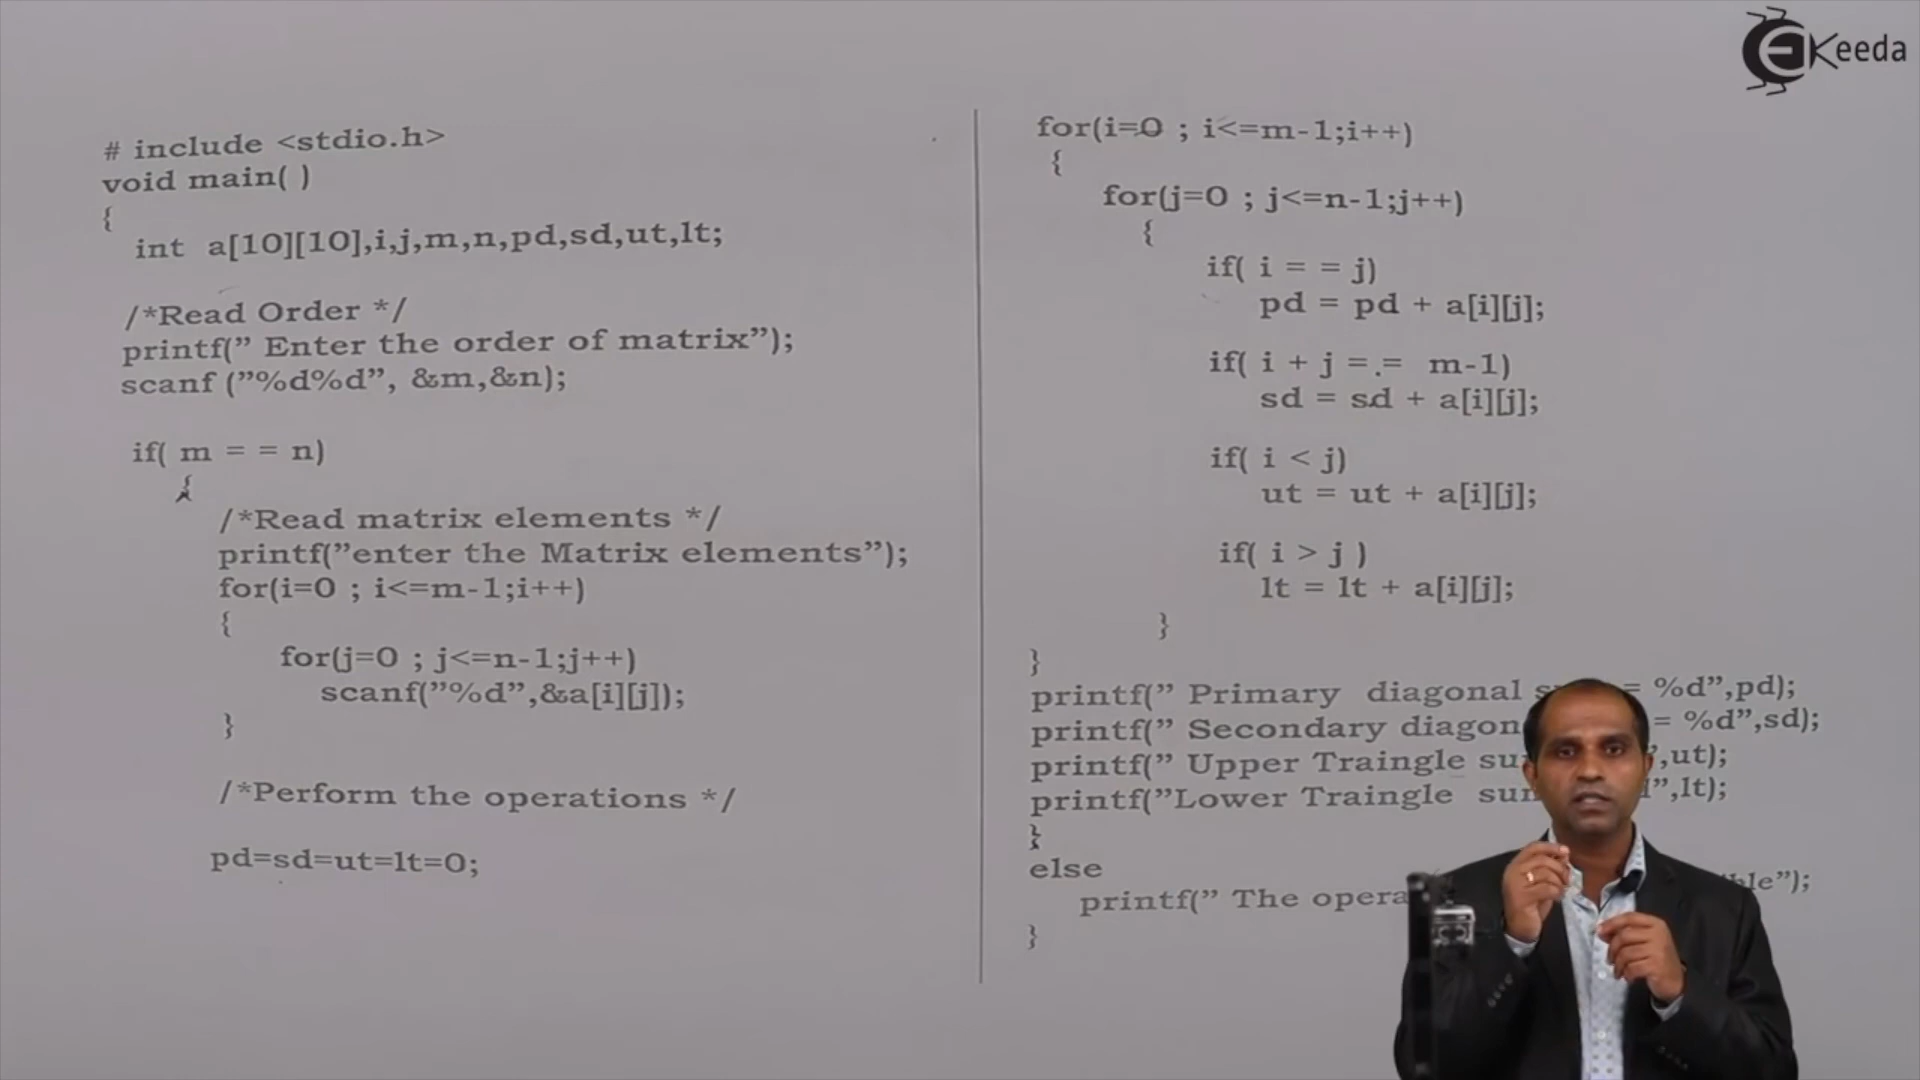 EKeeda
# include <stdio.h>
void main( )
{
int a[10][10],i,j,m,n,pd,sd,ut,lt;
/*Read Order */
printf(” Enter the order of matrix”);
scanf (”%d%d”, &m,&n);
if( m = = n)
{
/*Read matrix elements */
printf(”enter the Matrix elements”);
for(i=0 ; i<=m-1;i++)
{
for(j=0 ; j<=n-1;j++)
scanf(”%d”,&a[i][j]);
}
/*Perform the operations */
pd=sd=ut=lt=0;
for(i=0 ; i<=m-1;i++)
{
for(j=0 ; j<=n-1;j++)
{
if( i = = j)
pd = pd + a[i][j];
if( i + j = = m-1)
sd = sd + a[i][j];
if( i < j)
ut = ut + a[i][j];
if( i > j )
lt = lt + a[i][j];
}
}
printf(” Primary diagonal = %d”,pd);
printf(” Secondary = %d”,sd);
printf(” Upper Traingle ”,ut);
printf(”Lower Traingle ”,lt);
}
else
printf(” The ”);
}